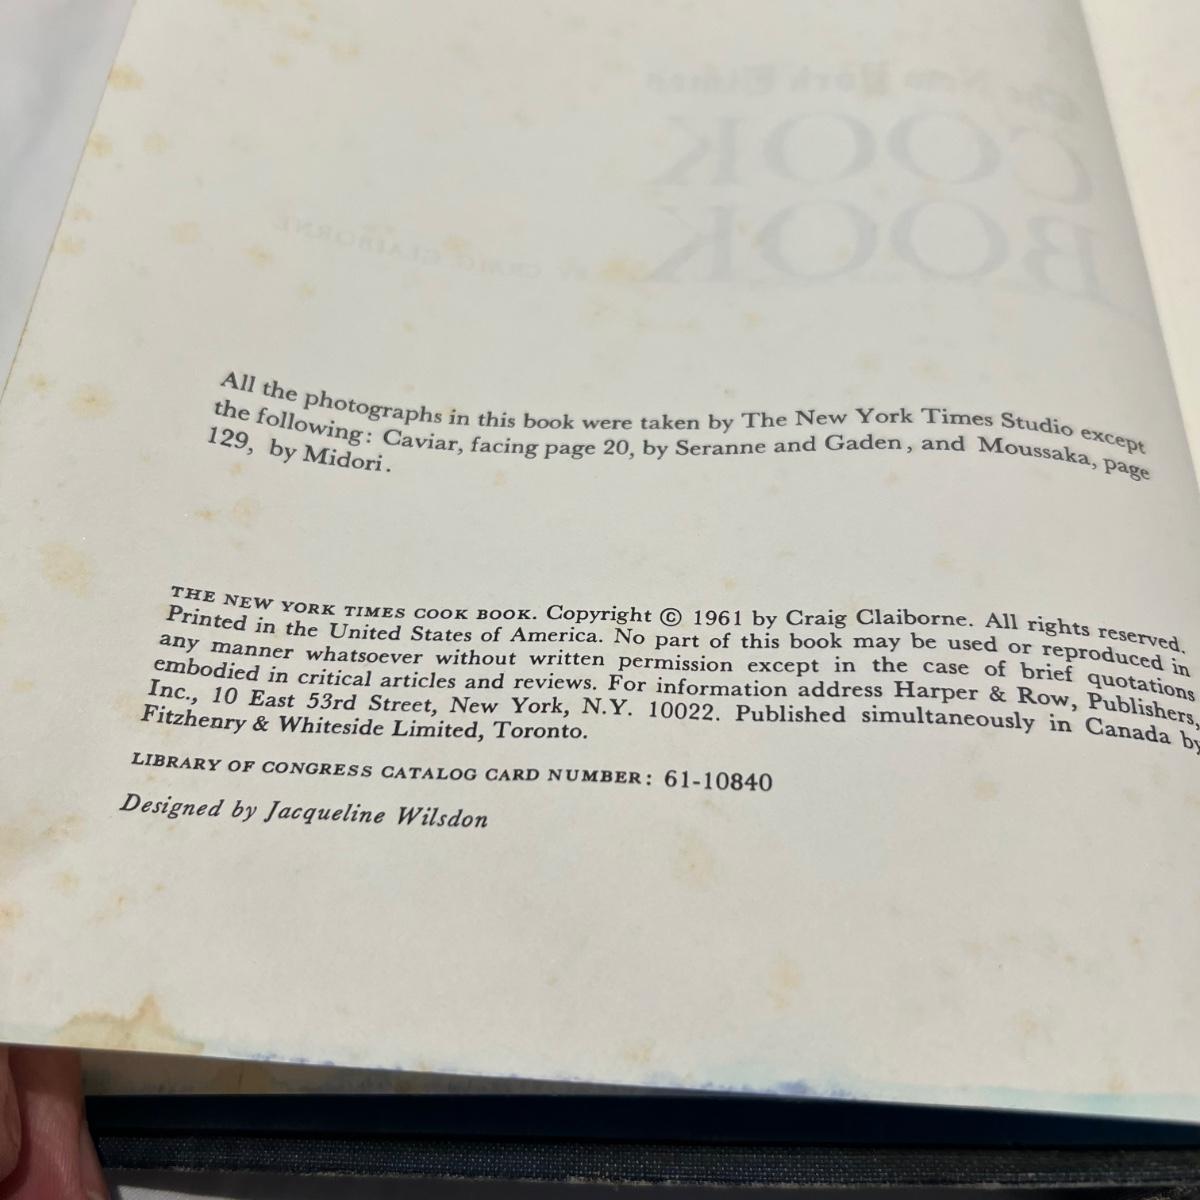 All the photographs in this book were taken by The New York Times Studio except
the following: Caviar, facing page 20, by Seranne and Gaden, and Moussaka, page
129, by Midori.
THE NEW YORK TIMES COOK BOOK. Copyright © 1961 by Craig Claiborne. All rights reserved.
Printed in the United States of America. No part of this book may be used or reproduced in
any manner whatsoever without written permission except in the case of brief quotations
embodied in critical articles and reviews. For information address Harper & Row, Publishers,
Inc., 10 East 53rd Street, New York, N.Y. 10022. Published simultaneously in Canada by
Fitzhenry & Whiteside Limited, Toronto.
LIBRARY OF CONGRESS CATALOG CARD NUMBER: 61-10840
Designed by Jacqueline Wilsdon